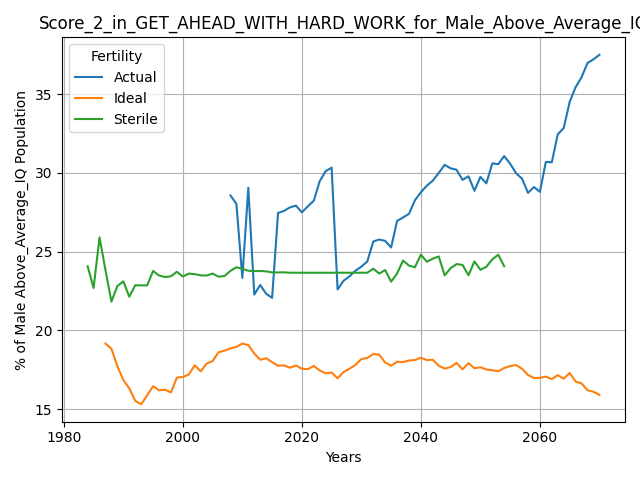 Score_2_in_GET_AHEAD_WITH_HARD_WORK_for_Male_Above_Average_IQ
Fertility
Actual
Ideal
Sterile
% of Male Above_Average_IQ Population
35
30
25
20
15
1980
2000
2020
2040
2060
Years